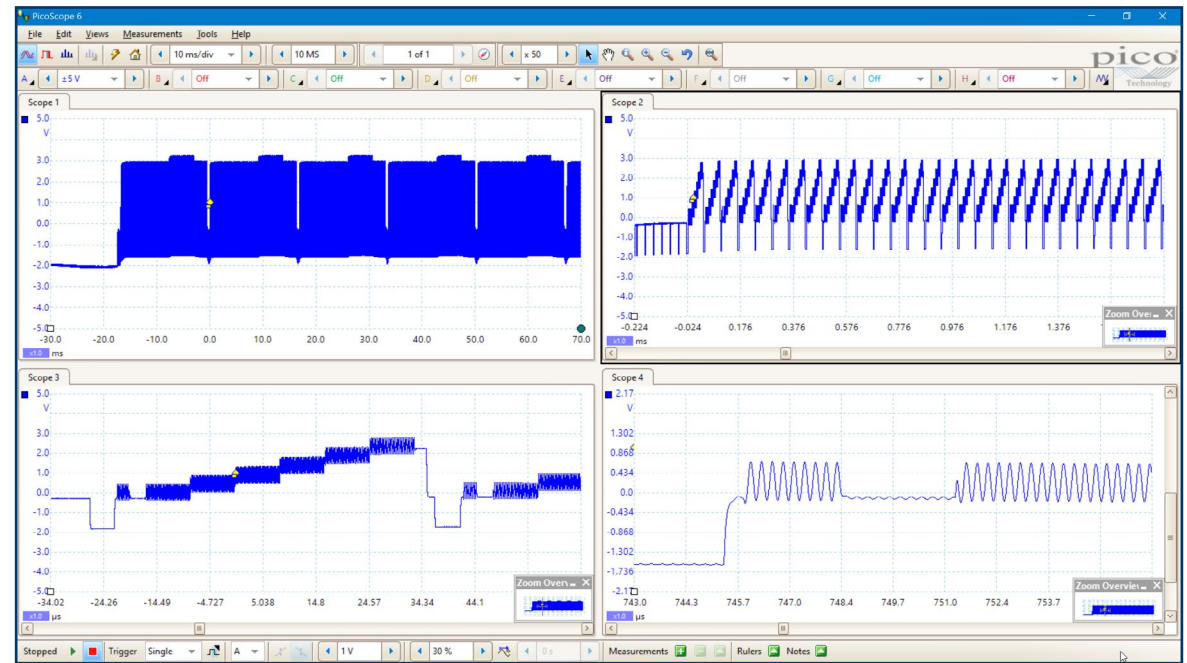 PicoScope 6
File Edit Views Measurements Tools Help
10 ms/div 10 MS 1 of 1 x 50
pico
Technology
A ±5 V B Off C Off D Off E Off F Off G Off H Off
Scope 1
5.0
V
3.0
2.0
1.0
0.0
-1.0
-2.0
-3.0
-4.0
-5.0
-30.0 -20.0 -10.0 0.0 10.0 20.0 30.0 40.0 50.0 60.0 70.0
x1.0 ms
Scope 2
5.0
V
3.0
2.0
1.0
0.0
-1.0
-2.0
-3.0
-4.0
-5.0
-0.224 -0.024 0.176 0.376 0.576 0.776 0.976 1.176 1.376
x1.0 ms
Zoom Over
Scope 3
5.0
V
3.0
2.0
1.0
0.0
-1.0
-2.0
-3.0
-4.0
-5.0
-34.02 -24.26 -14.49 -4.727 5.038 14.8 24.57 34.34 44.1
x1.0 µs
Zoom Overv
Scope 4
2.17
V
1.302
0.868
0.434
0.0
-0.434
-0.868
-1.302
-1.736
-2.17
743.0 744.3 745.7 747.0 748.4 749.7 751.0 752.4 753.7
x1.0 µs
Zoom Overvie
Stopped Trigger Single A 1 V 30 % 0 s Measurements Rulers Notes